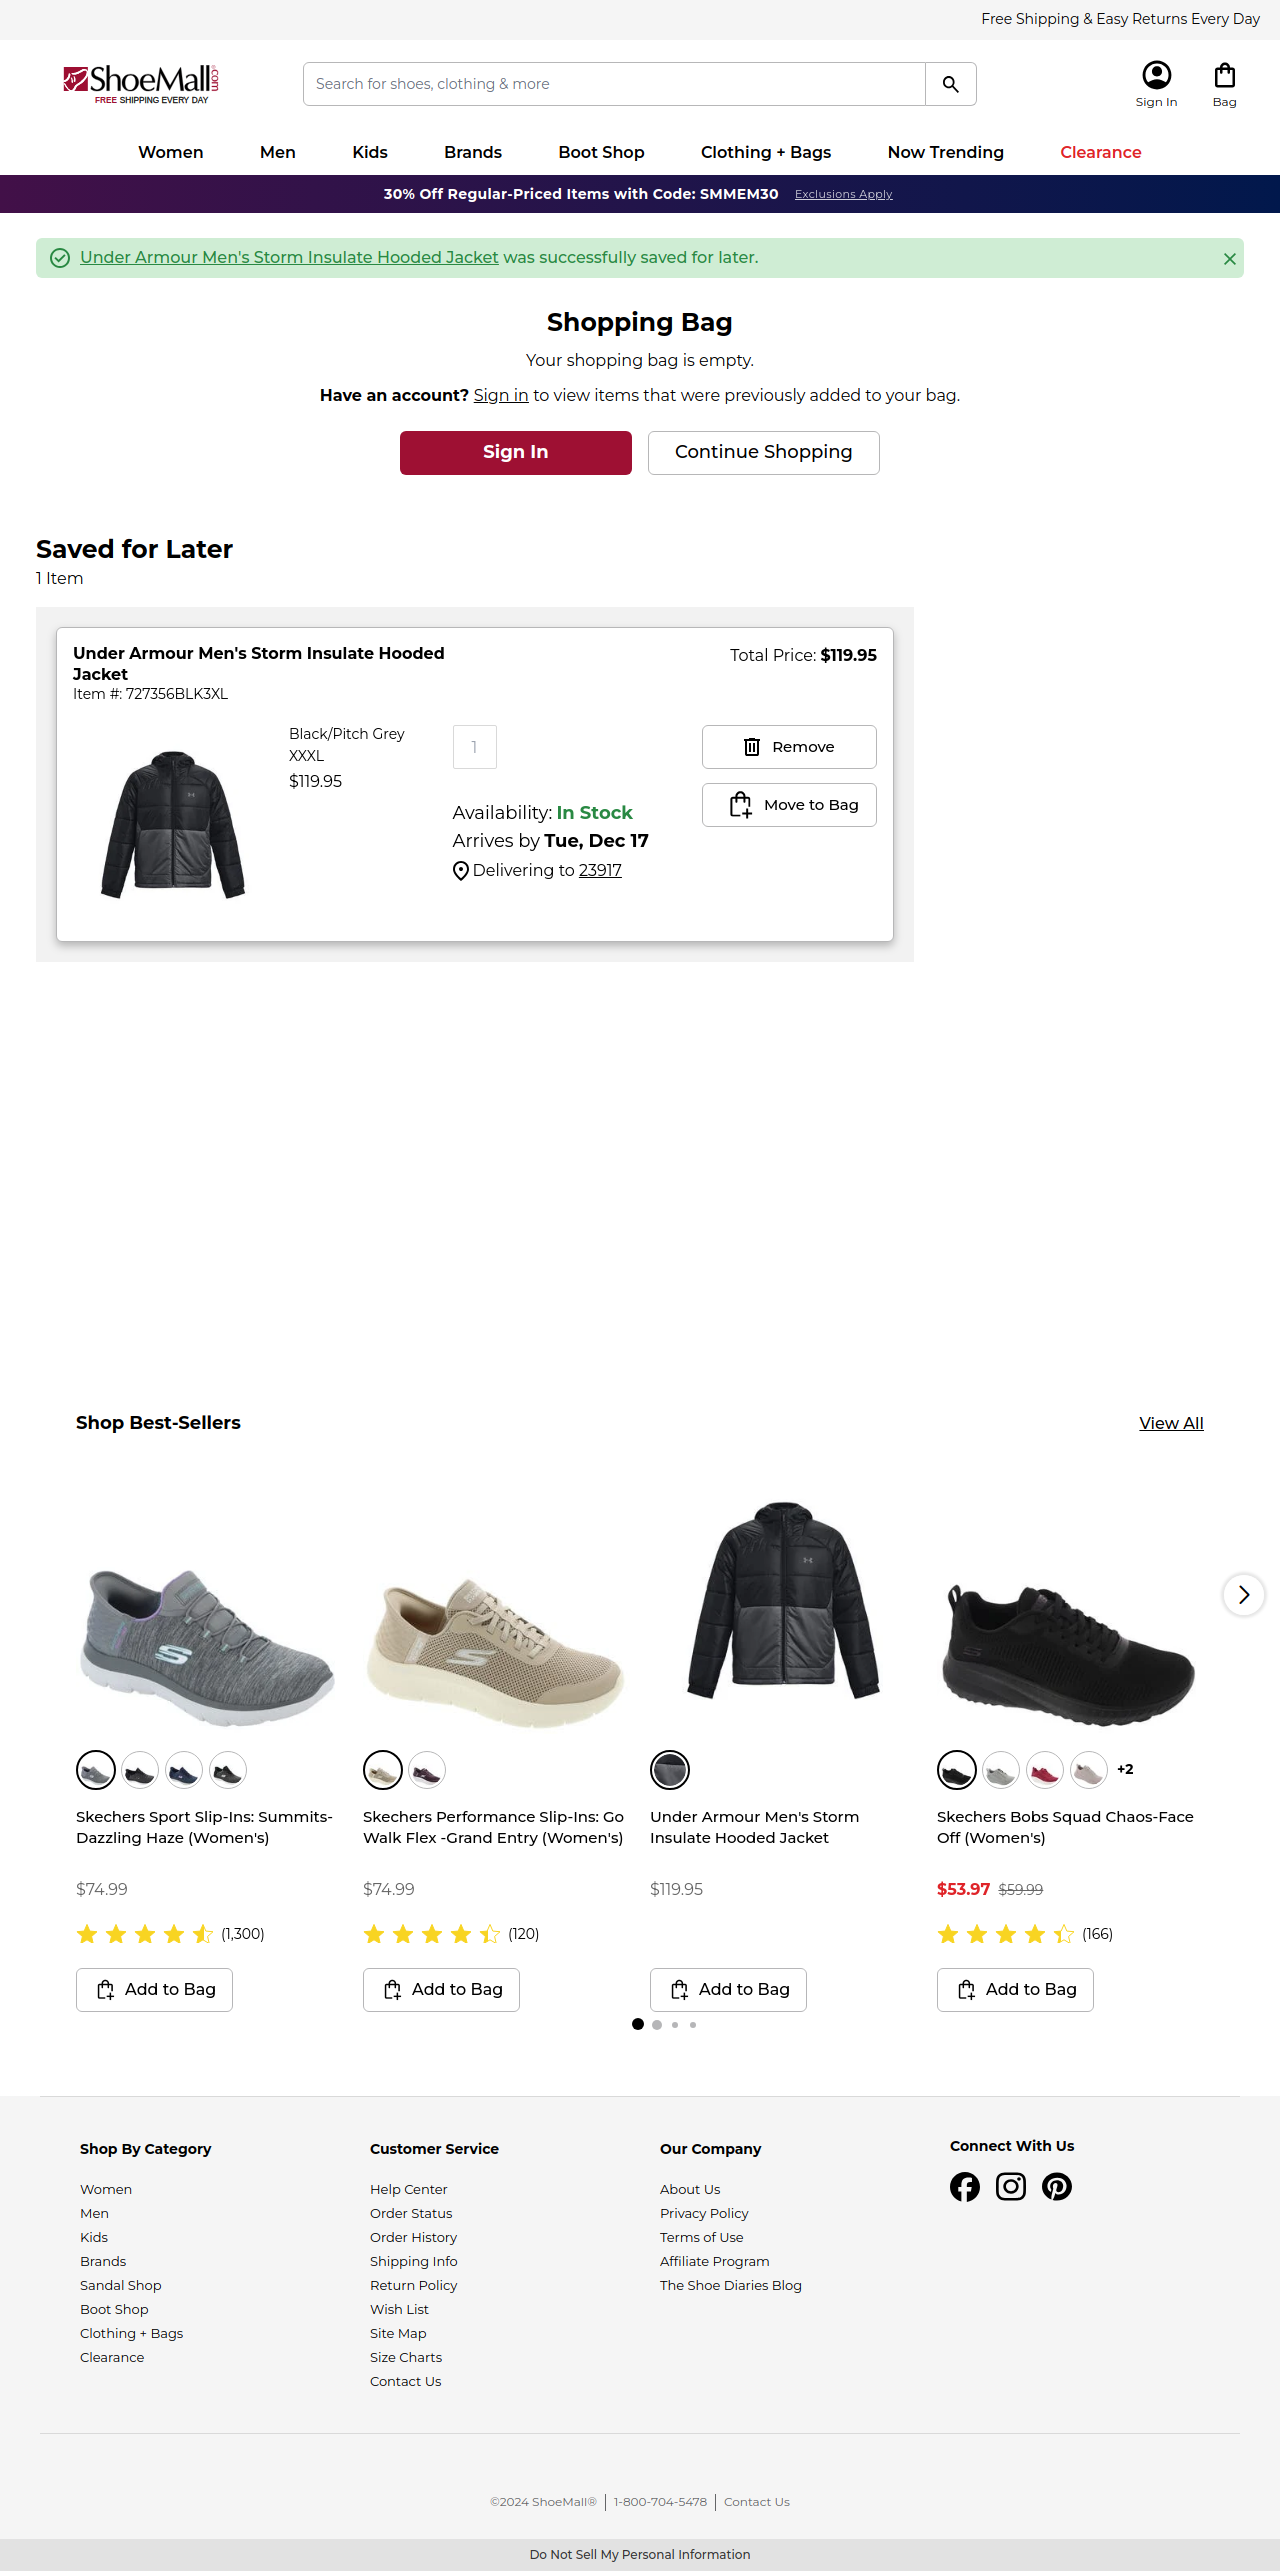 Free Shipping & Easy Returns Every Day
ShoeMall.com
FREE SHIPPING EVERY DAY
Search for shoes, clothing & more
Sign In
Bag
Women Men Kids Brands Boot Shop Clothing + Bags Now Trending Clearance
30% Off Regular-Priced Items with Code: SMMEM30 Exclusions Apply
Under Armour Men's Storm Insulate Hooded Jacket was successfully saved for later.
Shopping Bag
Your shopping bag is empty.
Have an account? Sign in to view items that were previously added to your bag.
Sign In
Continue Shopping
Saved for Later
1 Item
Under Armour Men's Storm Insulate Hooded
Jacket
Item #: 727356BLK3XL
Total Price: $119.95
Black/Pitch Grey
XXXL
$119.95
1
Availability: In Stock
Arrives by Tue, Dec 17
Delivering to 23917
Remove
Move to Bag
Shop Best-Sellers
View All
Skechers Sport Slip-Ins: Summits-
Dazzling Haze (Women's)
$74.99
(1,300)
Add to Bag
Skechers Performance Slip-Ins: Go
Walk Flex -Grand Entry (Women's)
$74.99
(120)
Add to Bag
Under Armour Men's Storm
Insulate Hooded Jacket
$119.95
Add to Bag
+2
Skechers Bobs Squad Chaos-Face
Off (Women's)
$53.97 $59.99
(166)
Add to Bag
Shop By Category
Women
Men
Kids
Brands
Sandal Shop
Boot Shop
Clothing + Bags
Clearance
Customer Service
Help Center
Order Status
Order History
Shipping Info
Return Policy
Wish List
Site Map
Size Charts
Contact Us
Our Company
About Us
Privacy Policy
Terms of Use
Affiliate Program
The Shoe Diaries Blog
Connect With Us
©2024 ShoeMall® 1-800-704-5478 Contact Us
Do Not Sell My Personal Information